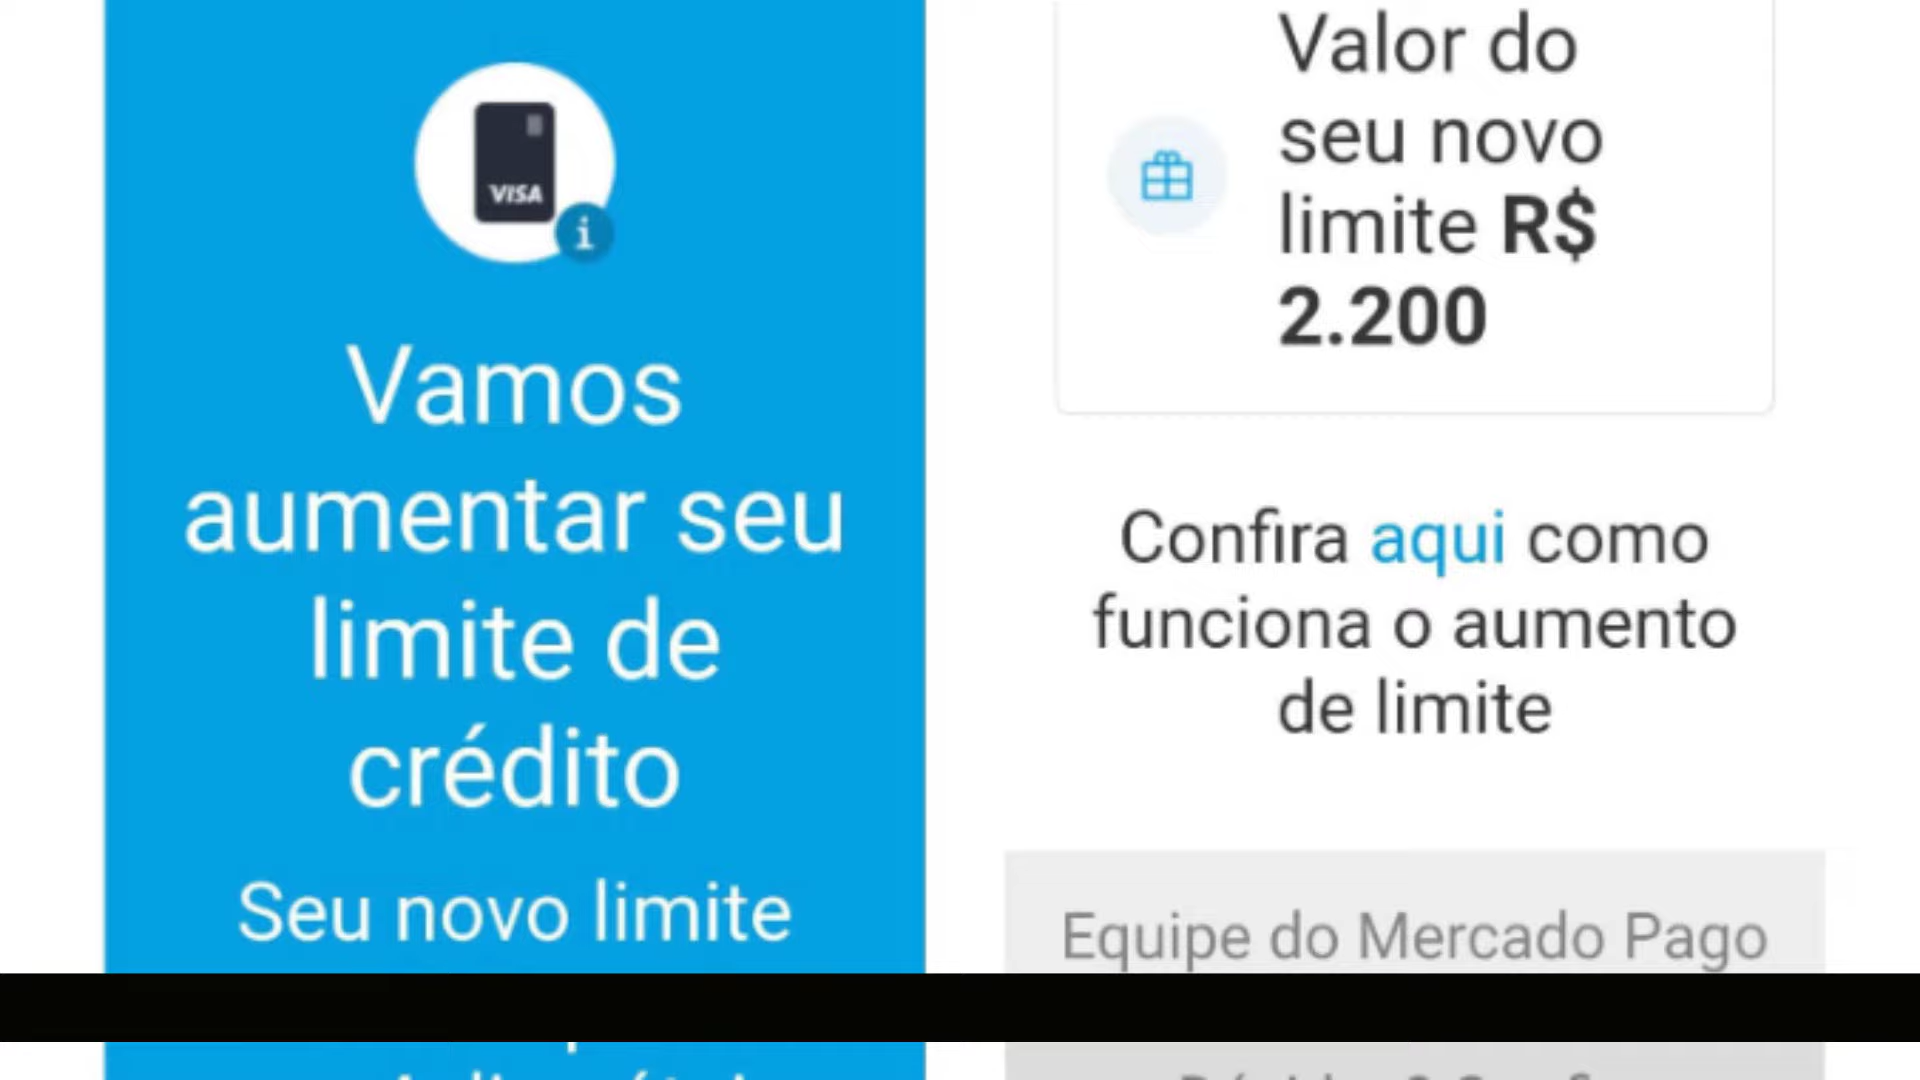 VISA
i
Vamos
aumentar seu
limite de
crédito
Seu novo limite
Valor do
seu novo
limite R$
2.200
Confira aqui como
funciona o aumento
de limite
Equipe do Mercado Pago